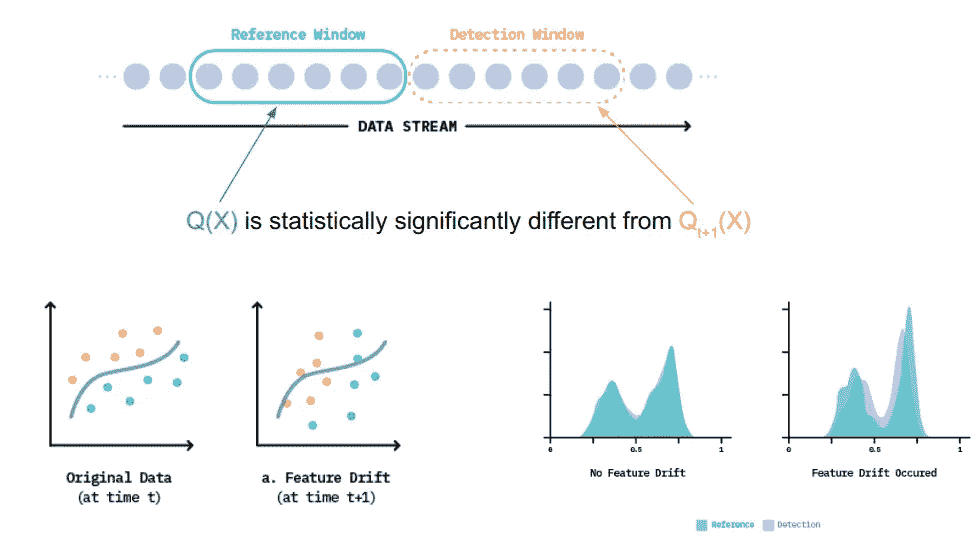 Reference Window
Detection Window
DATA STREAM
Q(X) is statistically significantly different from Qt+1(X)
Original Data
(at time t)
a. Feature Drift
(at time t+1)
0 0.5 1
No Feature Drift
0 0.5 1
Feature Drift Occured
Reference Detection